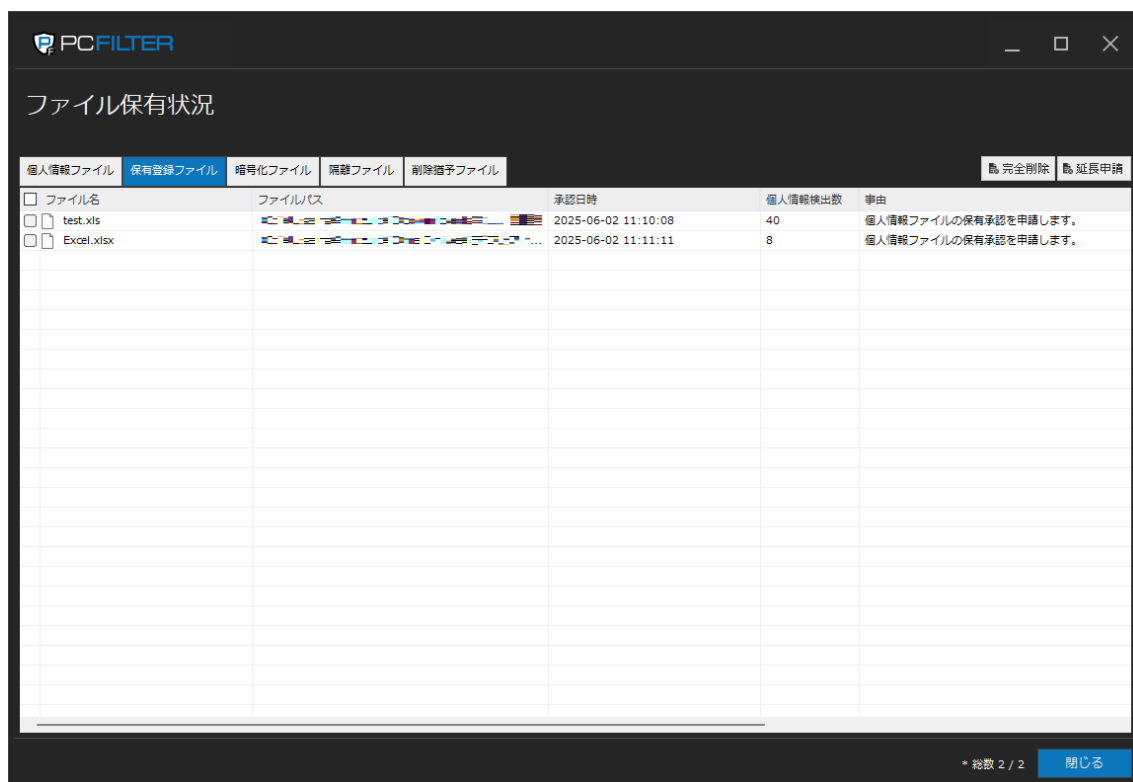 PCFILTER
ファイル保有状況
個人情報ファイル 保有登録ファイル 暗号化ファイル 隔離ファイル 削除猶予ファイル 完全削除 延長申請
ファイル名 ファイルパス 承認日時 個人情報検出数 事由
test.xls 2025-06-02 11:10:08 40 個人情報ファイルの保有承認を申請します。
Excel.xlsx ... 2025-06-02 11:11:11 8 個人情報ファイルの保有承認を申請します。
* 総数 2 / 2 閉じる